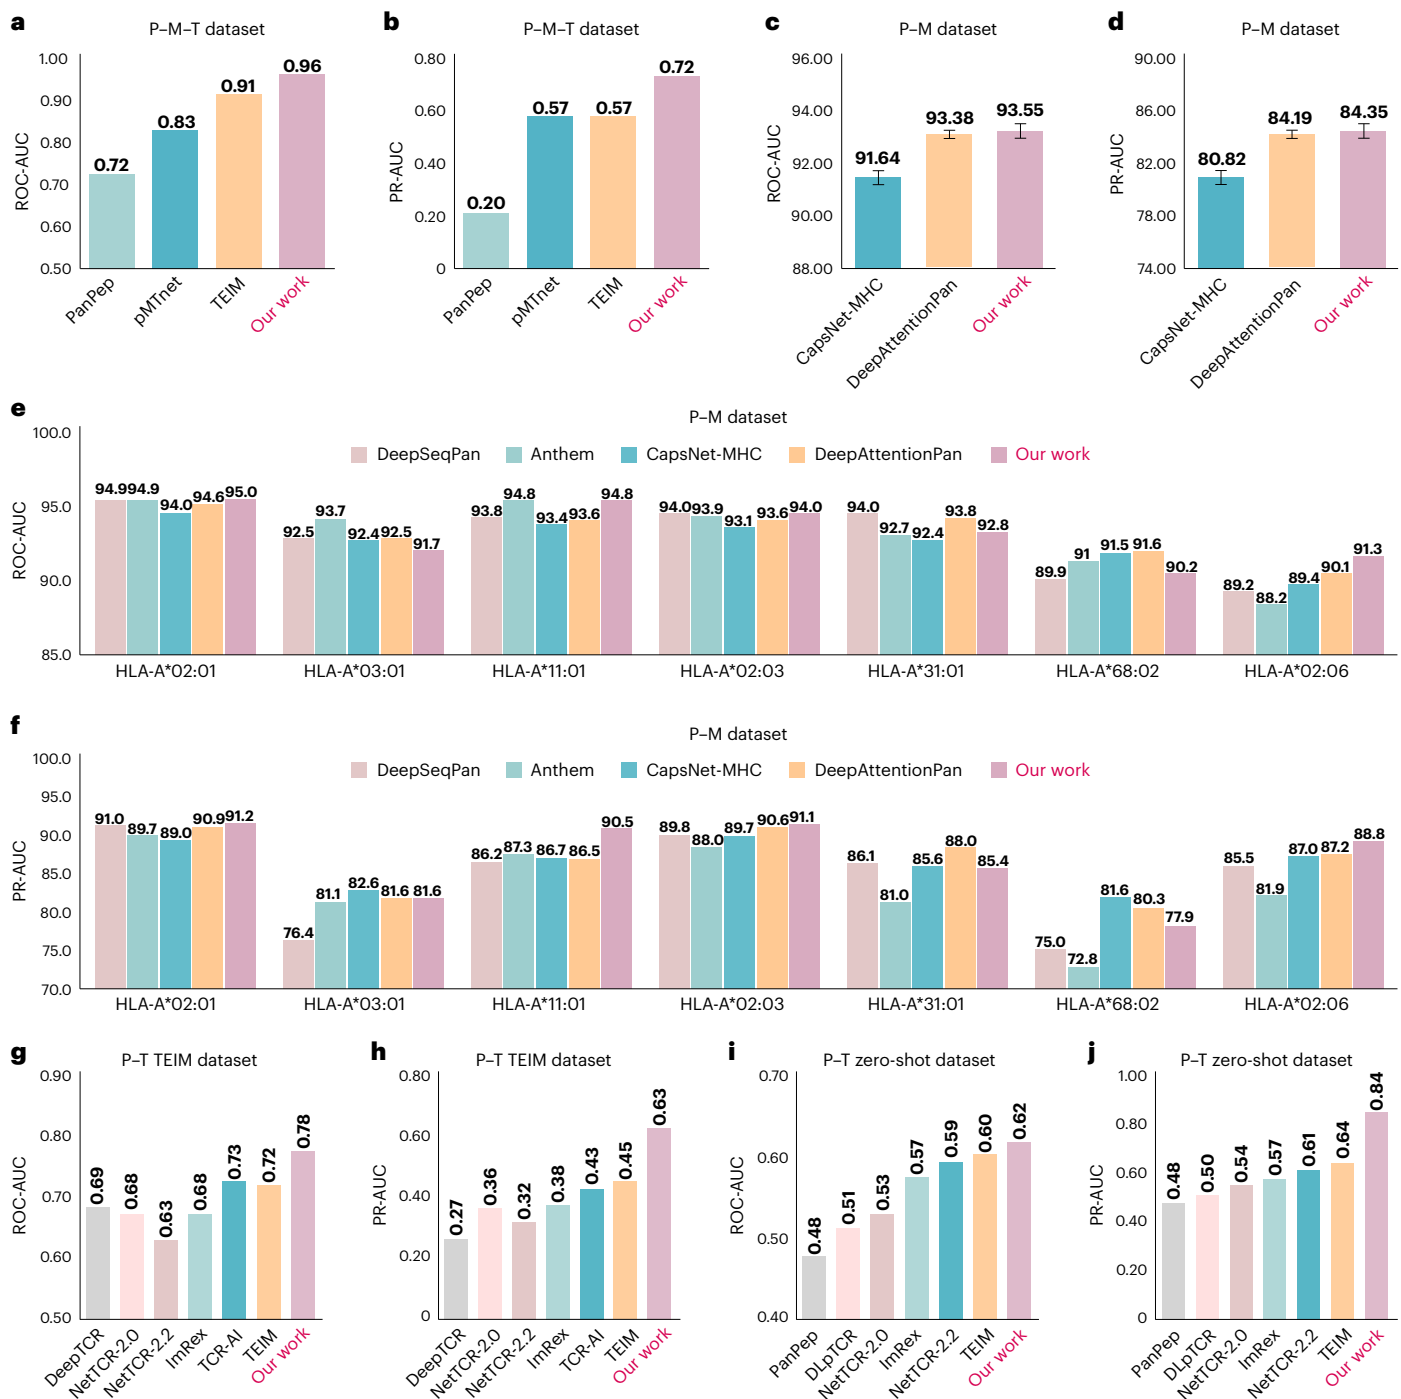 a
P–M–T dataset
ROC-AUC
1.00
0.90
0.80
0.70
0.60
0.50
0.72
0.83
0.91
0.96
PanPep
pMTnet
TEIM
Our work
b
P–M–T dataset
PR-AUC
0.80
0.60
0.40
0.20
0
0.20
0.57
0.57
0.72
PanPep
pMTnet
TEIM
Our work
c
P–M dataset
ROC-AUC
96.00
94.00
92.00
90.00
88.00
91.64
93.38
93.55
CapsNet-MHC
DeepAttentionPan
Our work
d
P–M dataset
PR-AUC
90.00
86.00
82.00
78.00
74.00
80.82
84.19
84.35
CapsNet-MHC
DeepAttentionPan
Our work
e
P–M dataset
DeepSeqPan Anthem CapsNet-MHC DeepAttentionPan Our work
ROC-AUC
100.0
95.0
90.0
85.0
94.9 94.9 94.0 94.6 95.0
92.5 93.7 92.4 92.5 91.7
93.8 94.8 93.4 93.6 94.8
94.0 93.9 93.1 93.6 94.0
94.0 92.7 92.4 93.8 92.8
89.9 91 91.5 91.6 90.2
89.2 88.2 89.4 90.1 91.3
HLA-A*02:01 HLA-A*03:01 HLA-A*11:01 HLA-A*02:03 HLA-A*31:01 HLA-A*68:02 HLA-A*02:06
f
P–M dataset
DeepSeqPan Anthem CapsNet-MHC DeepAttentionPan Our work
PR-AUC
100.0
95.0
90.0
85.0
80.0
75.0
70.0
91.0 89.7 89.0 90.9 91.2
76.4 81.1 82.6 81.6 81.6
86.2 87.3 86.7 86.5 90.5
89.8 88.0 89.7 90.6 91.1
86.1 81.0 85.6 88.0 85.4
75.0 72.8 81.6 80.3 77.9
85.5 81.9 87.0 87.2 88.8
HLA-A*02:01 HLA-A*03:01 HLA-A*11:01 HLA-A*02:03 HLA-A*31:01 HLA-A*68:02 HLA-A*02:06
g
P–T TEIM dataset
ROC-AUC
0.90
0.80
0.70
0.60
0.50
0.69
0.68
0.63
0.68
0.73
0.72
0.78
DeepTCR
NetTCR-2.0
NetTCR-2.2
ImRex
TCR-AI
TEIM
Our work
h
P–T TEIM dataset
PR-AUC
0.80
0.60
0.40
0.20
0
0.27
0.36
0.32
0.38
0.43
0.45
0.63
DeepTCR
NetTCR-2.0
NetTCR-2.2
ImRex
TCR-AI
TEIM
Our work
i
P–T zero-shot dataset
ROC-AUC
0.70
0.60
0.50
0.40
0.48
0.51
0.53
0.57
0.59
0.60
0.62
PanPep
DLpTCR
NetTCR-2.0
ImRex
NetTCR-2.2
TEIM
Our work
j
P–T zero-shot dataset
PR-AUC
1.00
0.80
0.60
0.40
0.20
0
0.48
0.50
0.54
0.57
0.61
0.64
0.84
PanPep
DLpTCR
NetTCR-2.0
ImRex
NetTCR-2.2
TEIM
Our work